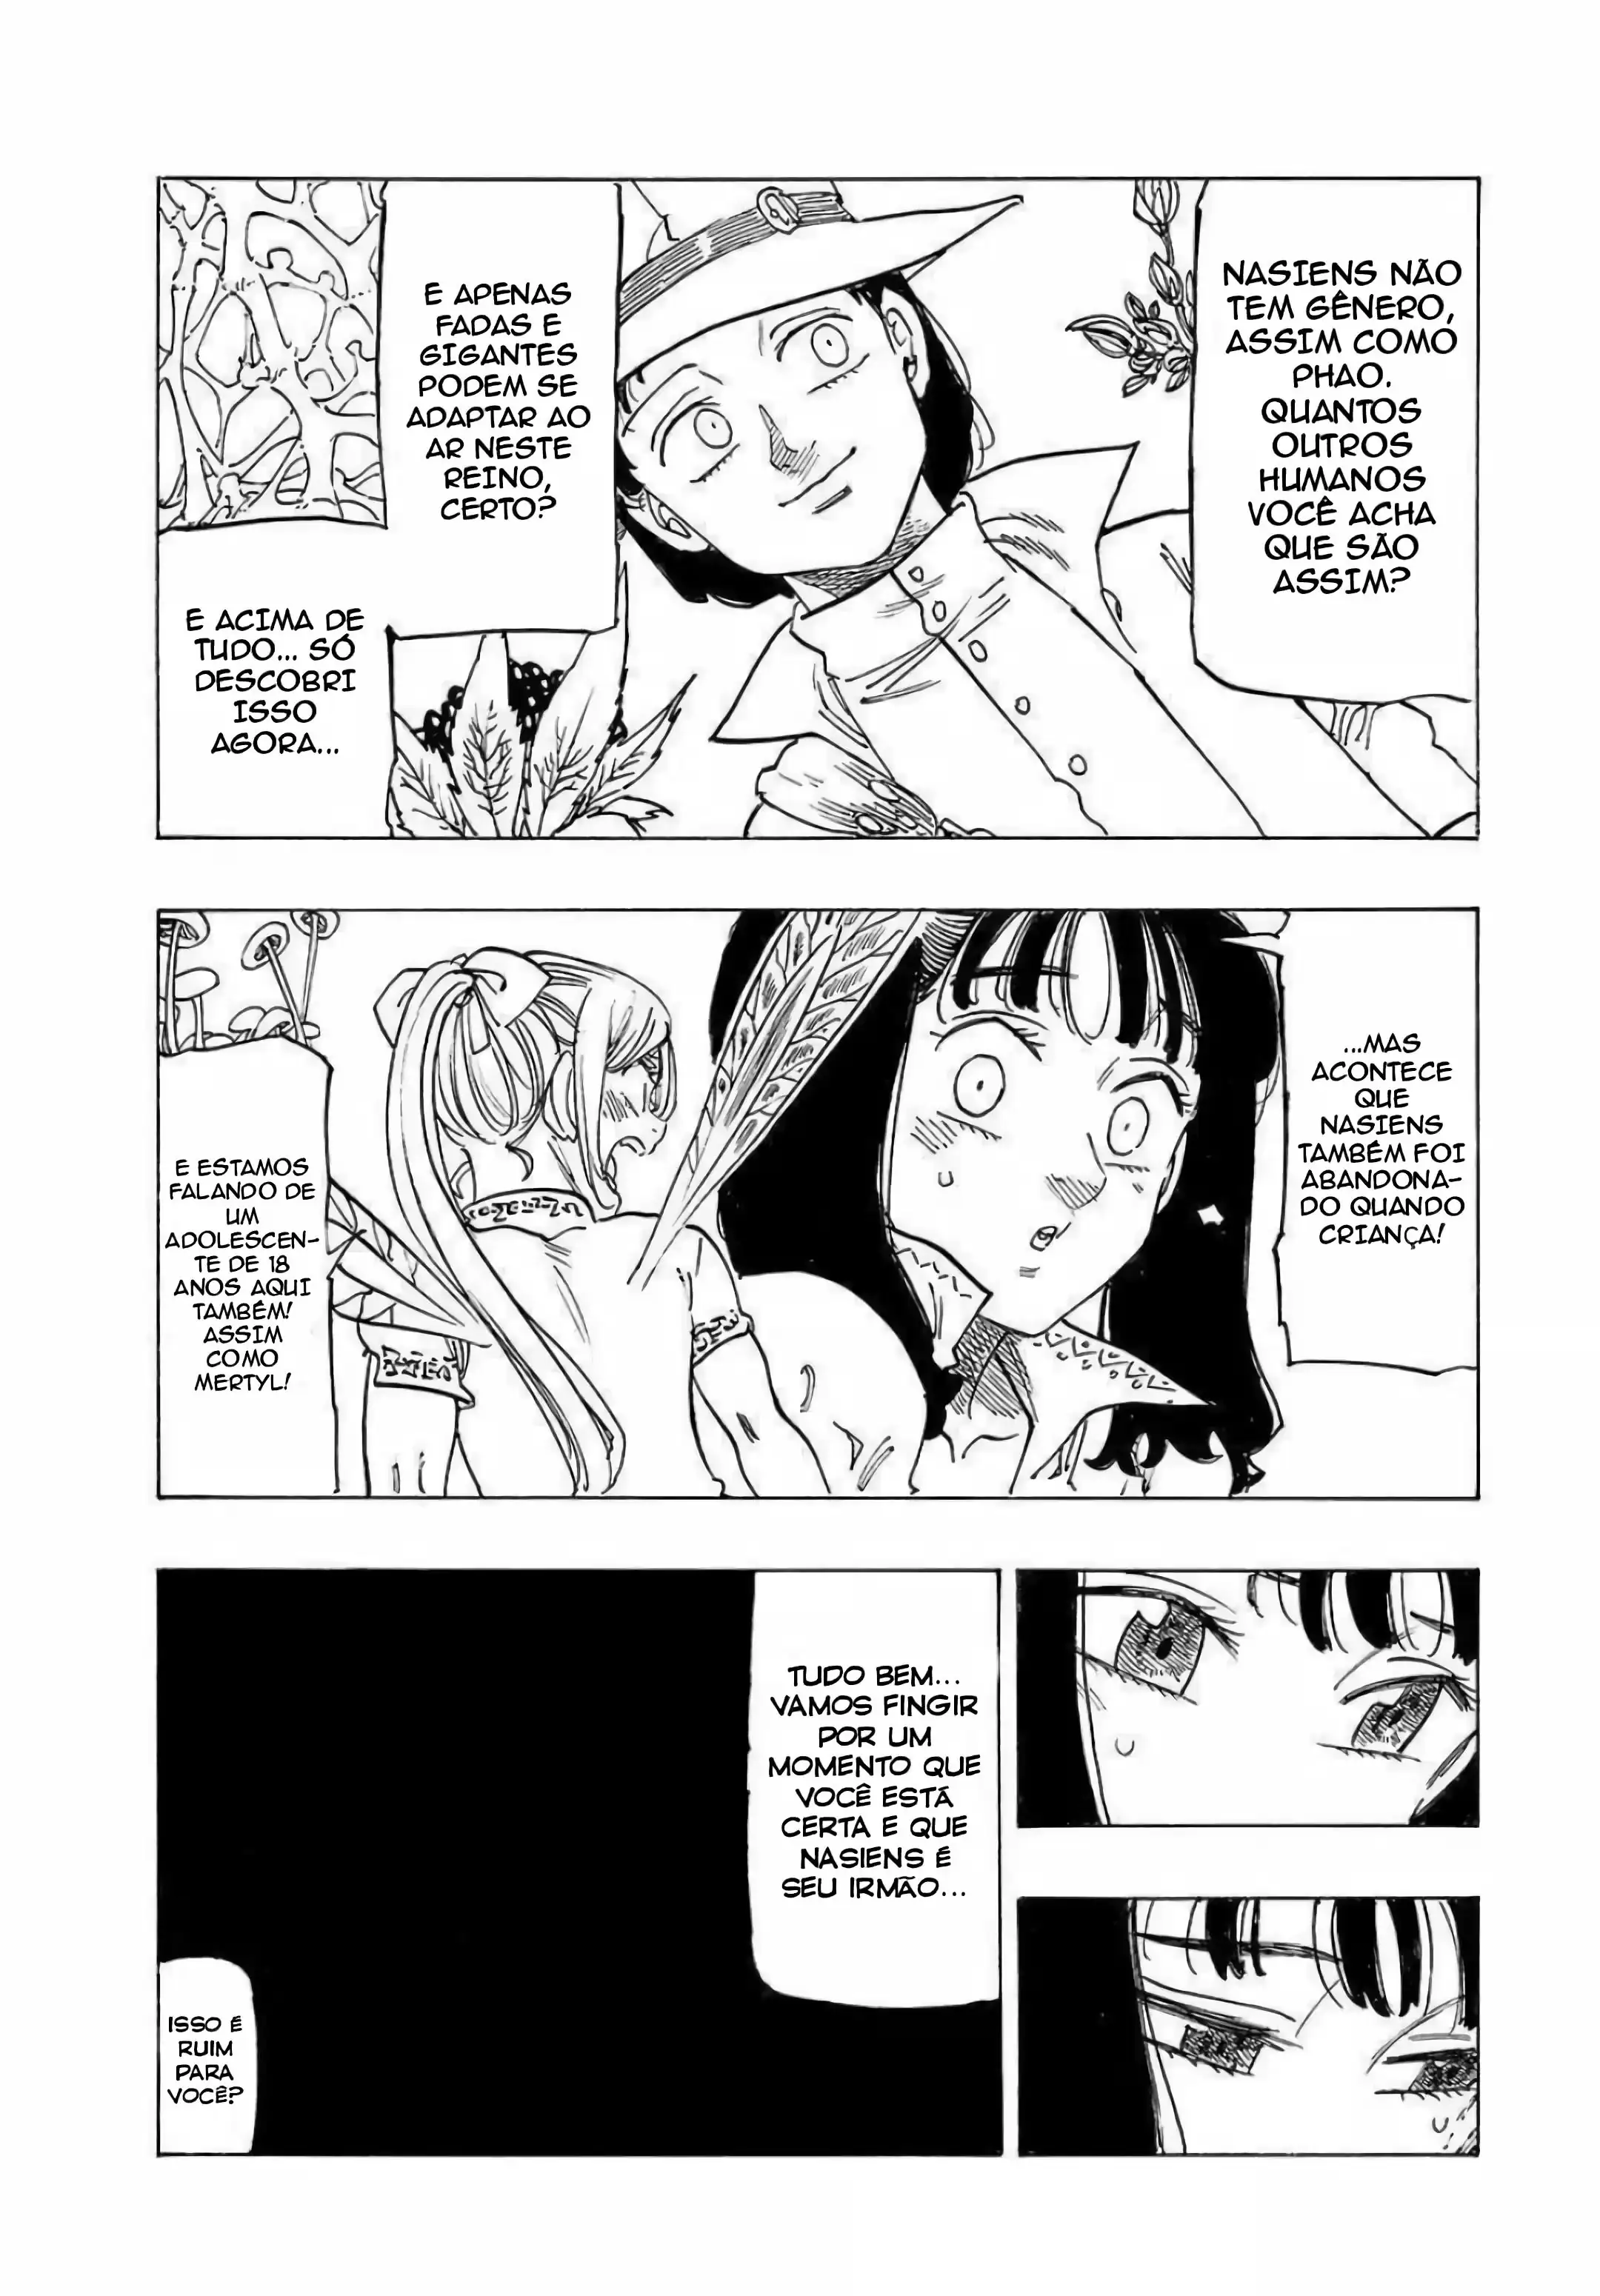 NASIENS NÃO
TEM GÊNERO,
ASSIM COMO
PHAO.
QUANTOS
OUTROS
HUMANOS
VOCÊ ACHA
QUE SÃO
ASSIM?
E APENAS
FADAS E
GIGANTES
PODEM SE
ADAPTAR AO
AR NESTE
REINO,
CERTO?
E ACIMA DE
TUDO... SÓ
DESCOBRI
ISSO
AGORA...
...MAS
ACONTECE
QUE
NASIENS
TAMBÉM FOI
ABANDONA-
DO QUANDO
CRIANÇA!
E ESTAMOS
FALANDO DE
UM
ADOLESCEN-
TE DE 18
ANOS AQUI
TAMBÉM!
ASSIM
COMO
MERTYL!
TUDO BEM...
VAMOS FINGIR
POR UM
MOMENTO QUE
VOCÊ ESTÁ
CERTA E QUE
NASIENS É
SEU IRMÃO...
ISSO É
RUIM
PARA
VOCÊ?